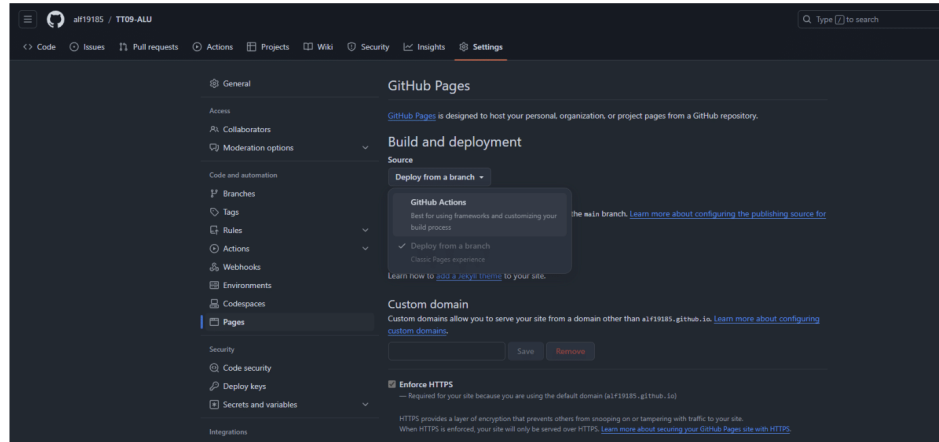 alf19185 / TT09-ALU
Type / to search
Code
Issues
Pull requests
Actions
Projects
Wiki
Security
Insights
Settings
General
Access
Collaborators
Moderation options
Code and automation
Branches
Tags
Rules
Actions
Webhooks
Environments
Codespaces
Pages
Security
Code security
Deploy keys
Secrets and variables
Integrations
GitHub Pages
GitHub Pages is designed to host your personal, organization, or project pages from a GitHub repository.
Build and deployment
Source
Deploy from a branch
GitHub Actions
Best for using frameworks and customizing your
build process
Deploy from a branch
Classic Pages experience
the main branch. Learn more about configuring the publishing source for
Learn how to add a Jekyll theme to your site.
Custom domain
Custom domains allow you to serve your site from a domain other than alf19185.github.io. Learn more about configuring
custom domains.
Save
Remove
Enforce HTTPS
— Required for your site because you are using the default domain (alf19185.github.io)
HTTPS provides a layer of encryption that prevents others from snooping on or tampering with traffic to your site.
When HTTPS is enforced, your site will only be served over HTTPS. Learn more about securing your GitHub Pages site with HTTPS.